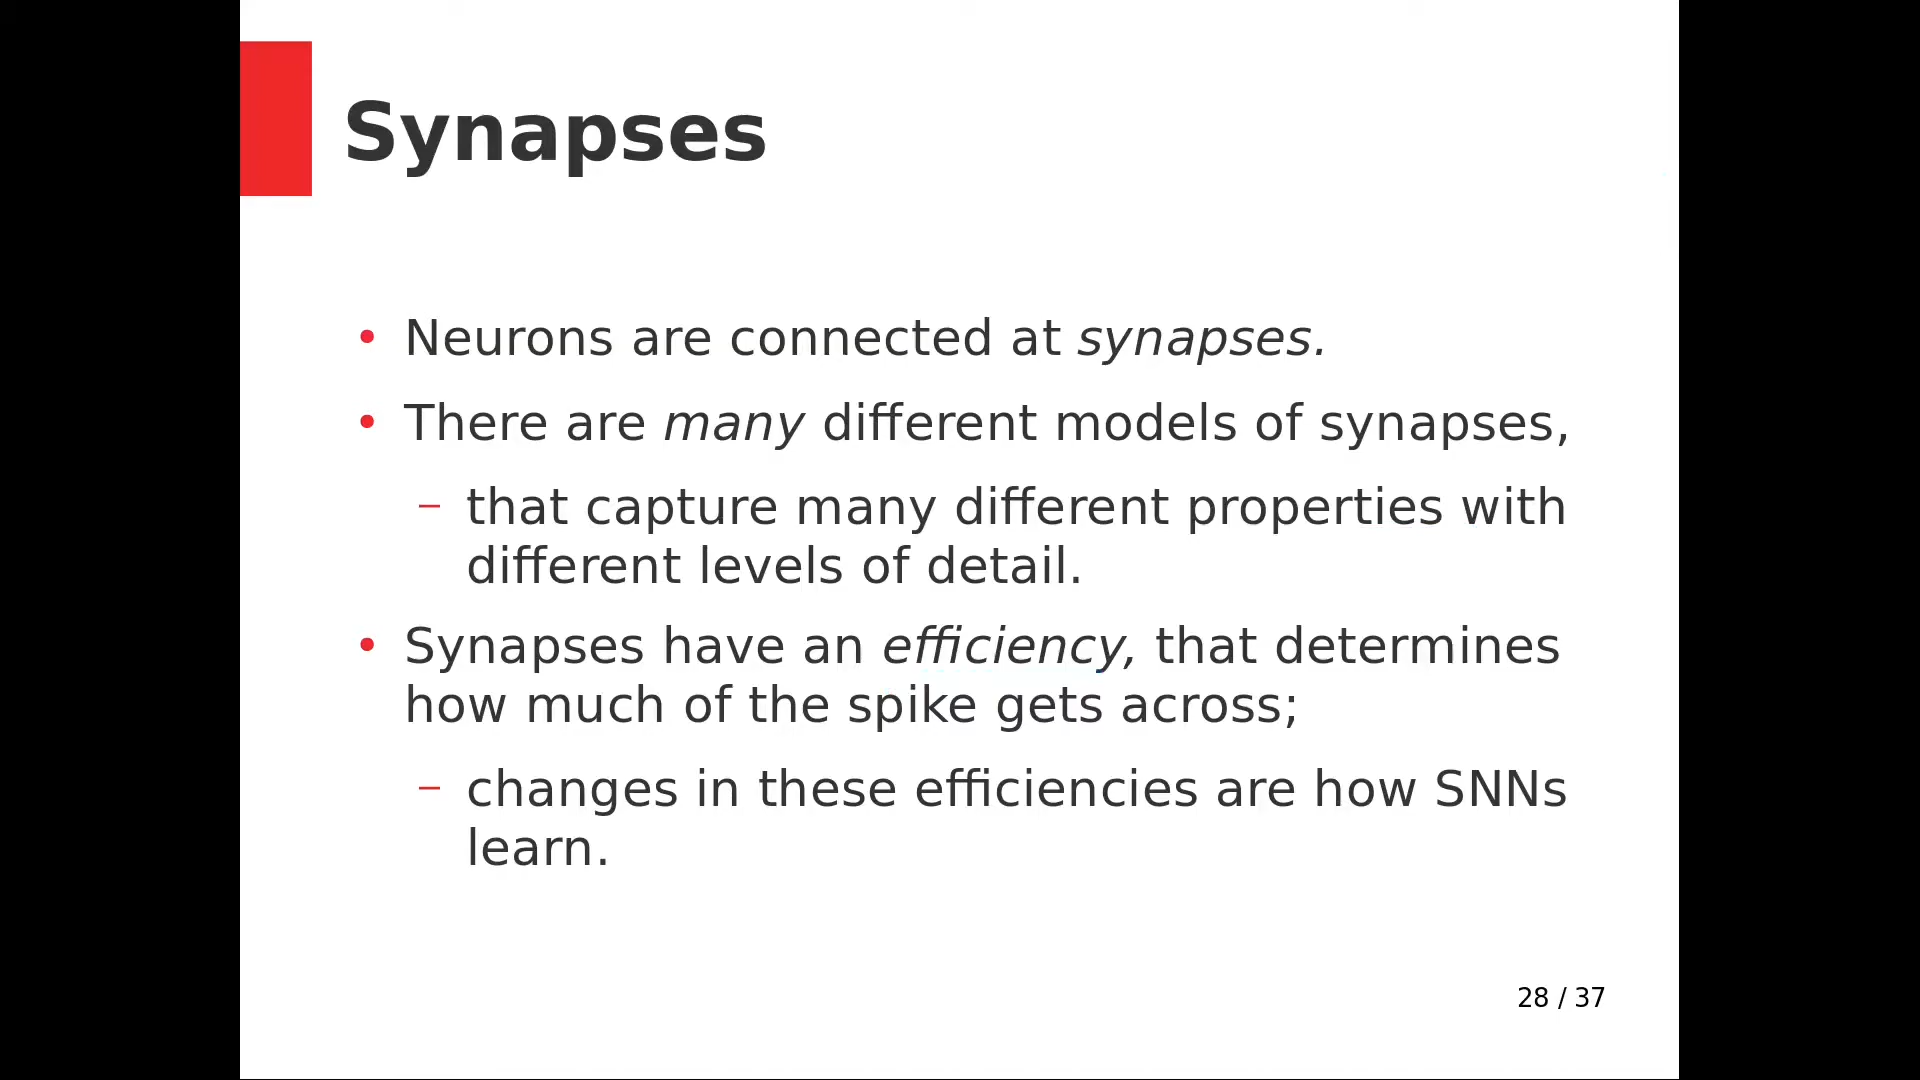 Synapses
• Neurons are connected at synapses.
• There are many different models of synapses,
– that capture many different properties with
different levels of detail.
• Synapses have an efficiency, that determines
how much of the spike gets across;
– changes in these efficiencies are how SNNs
learn.
28 / 37